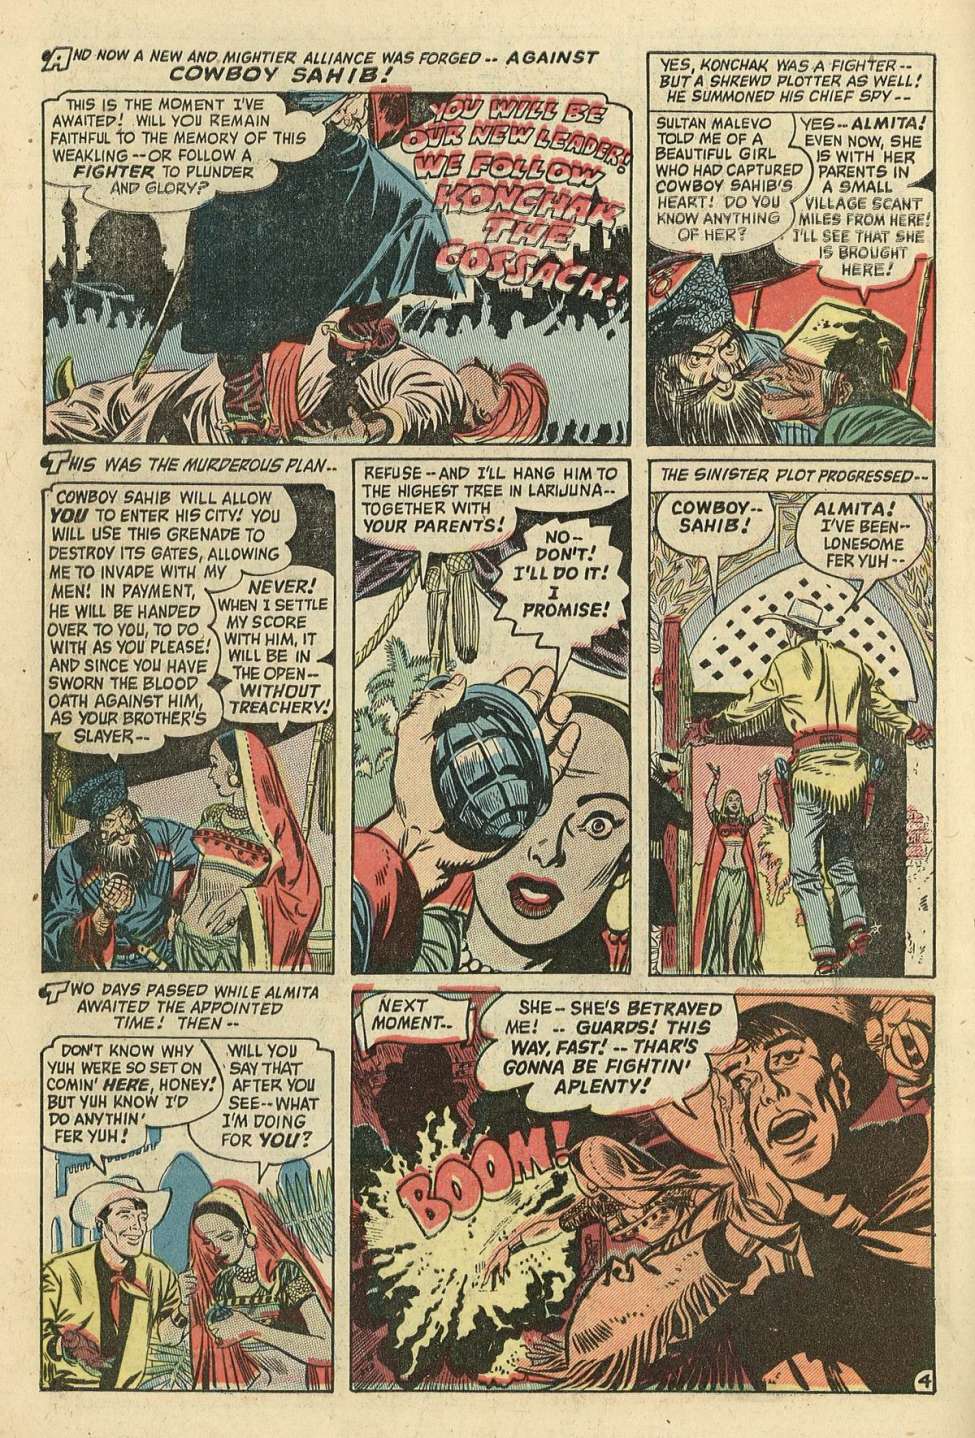 AND NOW A NEW AND MIGHTIER ALLIANCE WAS FORGED -- AGAINST
COWBOY SAHIB!
THIS IS THE MOMENT I'VE
AWAITED! WILL YOU REMAIN
FAITHFUL TO THE MEMORY OF THIS
WEAKLING -- OR FOLLOW A
FIGHTER TO PLUNDER
AND GLORY?
YOU WILL BE
OUR NEW LEADER!
WE FOLLOW
KONCHAK
THE
COSSACK!
YES, KONCHAK WAS A FIGHTER --
BUT A SHREWD PLOTTER AS WELL!
HE SUMMONED HIS CHIEF SPY --
SULTAN MALEVO
TOLD ME OF A
BEAUTIFUL GIRL
WHO HAD CAPTURED
COWBOY SAHIB'S
HEART! DO YOU
KNOW ANYTHING
OF HER?
YES -- ALMITA!
EVEN NOW, SHE
IS WITH HER
PARENTS IN
A SMALL
VILLAGE SCANT
MILES FROM HERE!
I'LL SEE THAT SHE
IS BROUGHT
HERE!
THIS WAS THE MURDEROUS PLAN--
COWBOY SAHIB WILL ALLOW
YOU TO ENTER HIS CITY! YOU
WILL USE THIS GRENADE TO
DESTROY ITS GATES, ALLOWING
ME TO INVADE WITH MY
MEN! IN PAYMENT,
HE WILL BE HANDED
OVER TO YOU, TO DO
WITH AS YOU PLEASE!
AND SINCE YOU HAVE
SWORN THE BLOOD
OATH AGAINST HIM,
AS YOUR BROTHER'S
SLAYER--
NEVER!
WHEN I SETTLE
MY SCORE
WITH HIM, IT
WILL BE IN
THE OPEN--
WITHOUT
TREACHERY!
REFUSE -- AND I'LL HANG HIM TO
THE HIGHEST TREE IN LARIJUNA--
TOGETHER WITH
YOUR PARENTS!
NO--
DON'T!
I'LL DO IT!
I
PROMISE!
THE SINISTER PLOT PROGRESSED--
COWBOY--
SAHIB!
ALMITA!
I'VE BEEN--
LONESOME
FER YUH--
TWO DAYS PASSED WHILE ALMITA
AWAITED THE APPOINTED
TIME! THEN --
DON'T KNOW WHY
YUH WERE SO SET ON
COMIN' HERE, HONEY!
BUT YUH KNOW I'D
DO ANYTHIN'
FER YUH!
WILL YOU
SAY THAT
AFTER YOU
SEE -- WHAT
I'M DOING
FOR YOU?
NEXT
MOMENT--
SHE -- SHE'S BETRAYED
ME! -- GUARDS! THIS
WAY, FAST! -- THAR'S
GONNA BE FIGHTIN'
APLENTY!
BOOM!
4